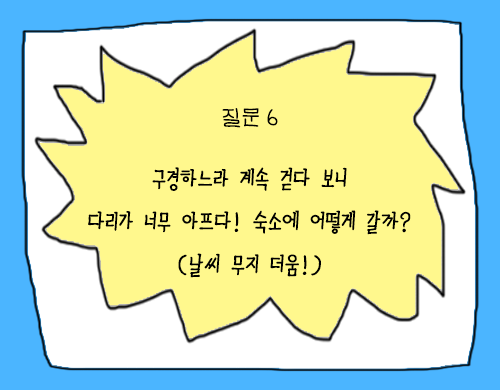 질문 6
구경하느라 계속 걷다 보니
다리가 너무 아프다! 숙소에 어떻게 갈까?
(날씨 무지 더움!)